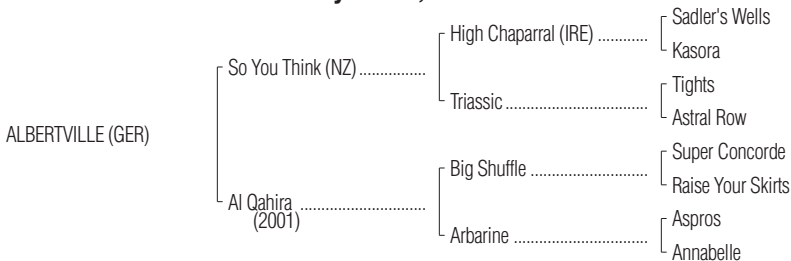 Sadler's Wells
High Chaparral (IRE) ............
Kasora
So You Think (NZ)................
Tights
Triassic ..................................
Astral Row
ALBERTVILLE (GER)
Super Concorde
Big Shuffle ............................
Raise Your Skirts
Al Qahira ..............................
(2001)
Aspros
Arbarine ................................
Annabelle